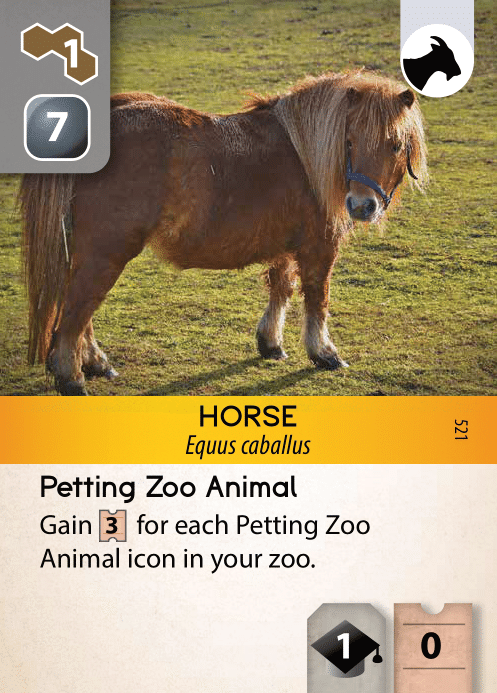 1
7
HORSE
Equus caballus
521
Petting Zoo Animal
Gain 3 for each Petting Zoo
Animal icon in your zoo.
1
0